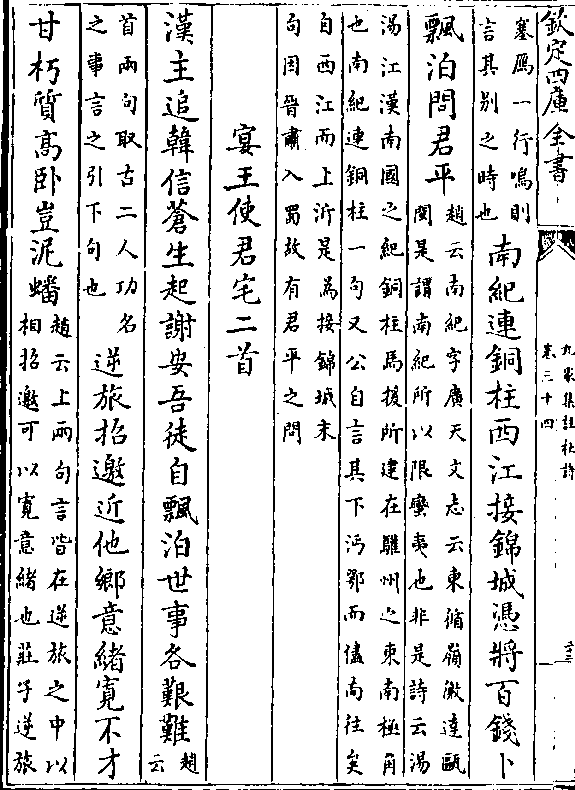 欽定四庫全書
九家集註杜詩
卷三十四
塞鴈一行鳴則
言其別之時也
南紀連銅柱西江接錦城憑將百錢卜
飄泊問君平
趙云南紀字廣天文志云東循嶺徼達甌
閩是謂南紀所以限蠻夷也非是詩云湯
湯江漢南國之紀銅柱馬援所建在驩州之東南極角
也南紀連銅柱一句又公自言其下沔鄂而儘南往矣
自西江而上泝是為接錦城末
句因晉肅入蜀故有君平之問
宴王使君宅二首
漢主追韓信蒼生起謝安吾徒自飄泊世事各艱難
趙云
首兩句取古二人功名
之事言之引下句也
逆旅招邀近他鄉意緒寬不才
甘朽質髙卧豈泥蟠
趙云上兩句言皆在逆旅之中以
相招邀可以寛意緒也莊子逆旅